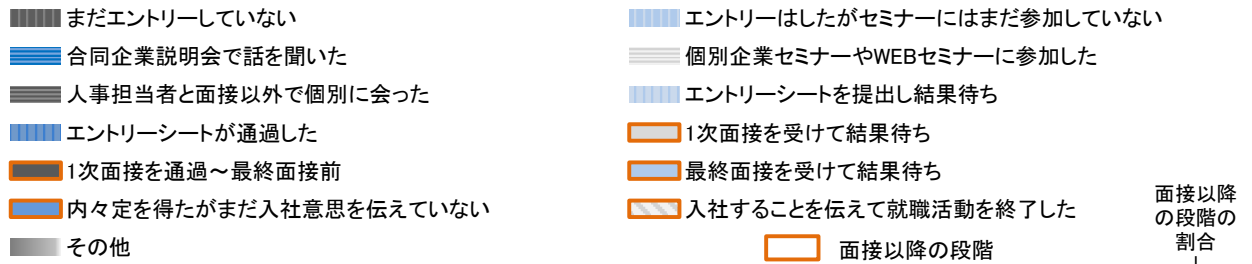 まだエントリーしていない
エントリーはしたがセミナーにはまだ参加していない
合同企業説明会で話を聞いた
個別企業セミナーやWEBセミナーに参加した
人事担当者と面接以外で個別に会った
エントリーシートを提出し結果待ち
エントリーシートが通過した
1次面接を受けて結果待ち
1次面接を通過～最終面接前
最終面接を受けて結果待ち
内々定を得たがまだ入社意思を伝えていない
入社することを伝えて就職活動を終了した
その他
面接以降の段階
面接以降
の段階の
割合